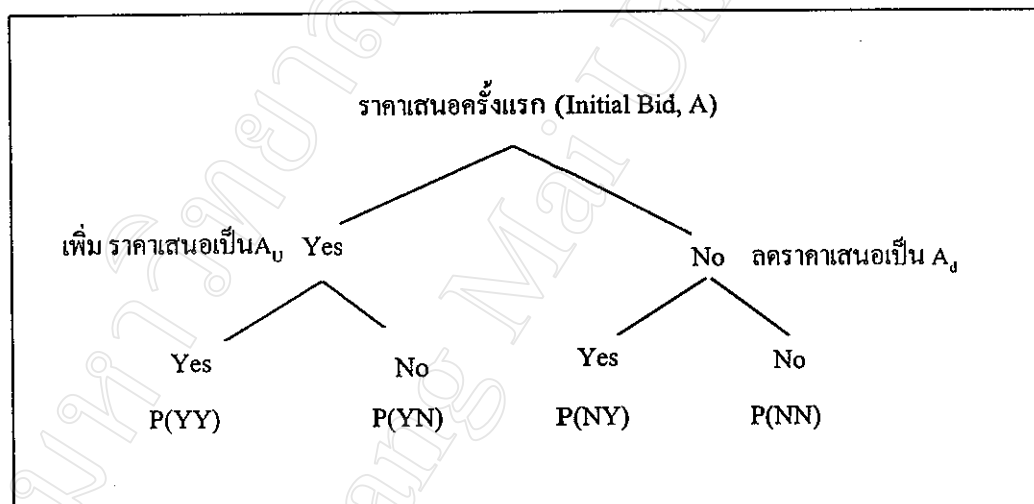 ราคาเสนอครั้งแรก (Initial Bid, A)
เพิ่ม ราคาเสนอเป็นA_U Yes No ลดราคาเสนอเป็น A_d
Yes No Yes No
P(YY) P(YN) P(NY) P(NN)